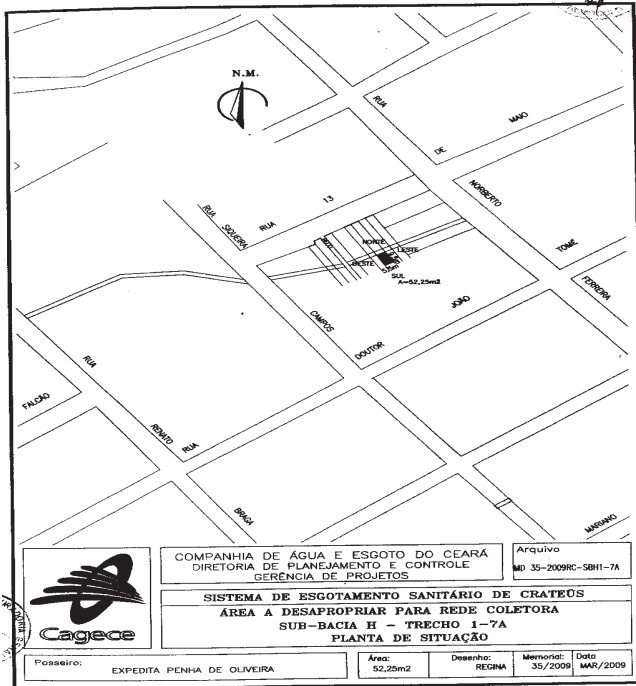 N.M.
RUA
MAIO
DE
NORBERTO
13
RUA
RUA
SIQUEIRA
TOMÉ
NORTE
LESTE
OESTE
SUL
A=52,25m2
FERREIRA
JOÃO
CAMPOS
DOUTOR
RUA
FALCÃO
RENATO
RUA
BRAGA
MARIANO
Cagece
COMPANHIA DE ÁGUA E ESGOTO DO CEARÁ
DIRETORIA DE PLANEJAMENTO E CONTROLE
GERÊNCIA DE PROJETOS
Arquivo
MD 35-2009RC-SBH1-7A
SISTEMA DE ESGOTAMENTO SANITÁRIO DE CRATEÚS
ÁREA A DESAPROPRIAR PARA REDE COLETORA
SUB-BACIA H - TRECHO 1-7A
PLANTA DE SITUAÇÃO
Posseiro:
EXPEDITA PENHA DE OLIVEIRA
Área:
52,25m2
Desenho:
REGINA
Memorial:
35/2009
Data
MAR/2009